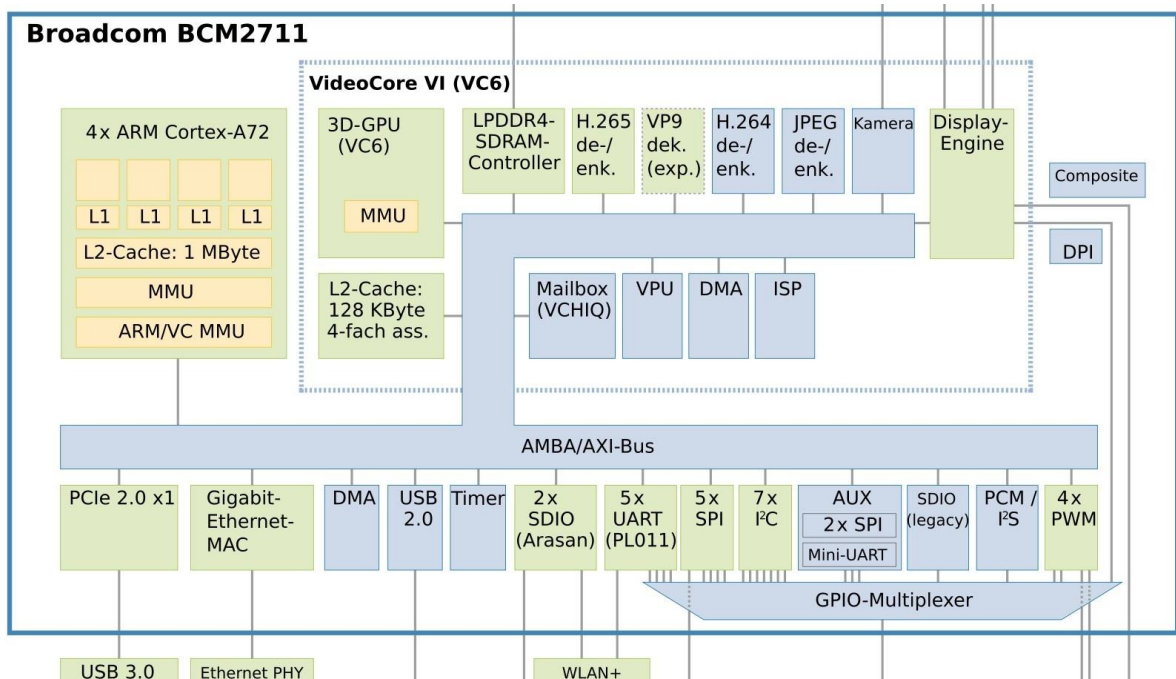 Broadcom BCM2711
VideoCore VI (VC6)
4x ARM Cortex-A72
L1
L1
L1
L1
L2-Cache: 1 MByte
MMU
ARM/VC MMU
3D-GPU
(VC6)
MMU
LPDDR4-
SDRAM-
Controller
H.265
de-/
enk.
VP9
dek.
(exp.)
H.264
de-/
enk.
JPEG
de-/
enk.
Kamera
Display-
Engine
Composite
DPI
L2-Cache:
128 KByte
4-fach ass.
Mailbox
(VCHIQ)
VPU
DMA
ISP
AMBA/AXI-Bus
PCIe 2.0 x1
Gigabit-
Ethernet-
MAC
DMA
USB
2.0
Timer
2x
SDIO
(Arasan)
5x
UART
(PL011)
5x
SPI
7x
I²C
AUX
2x SPI
Mini-UART
SDIO
(legacy)
PCM /
I²S
4x
PWM
GPIO-Multiplexer
USB 3.0
Ethernet PHY
WLAN+